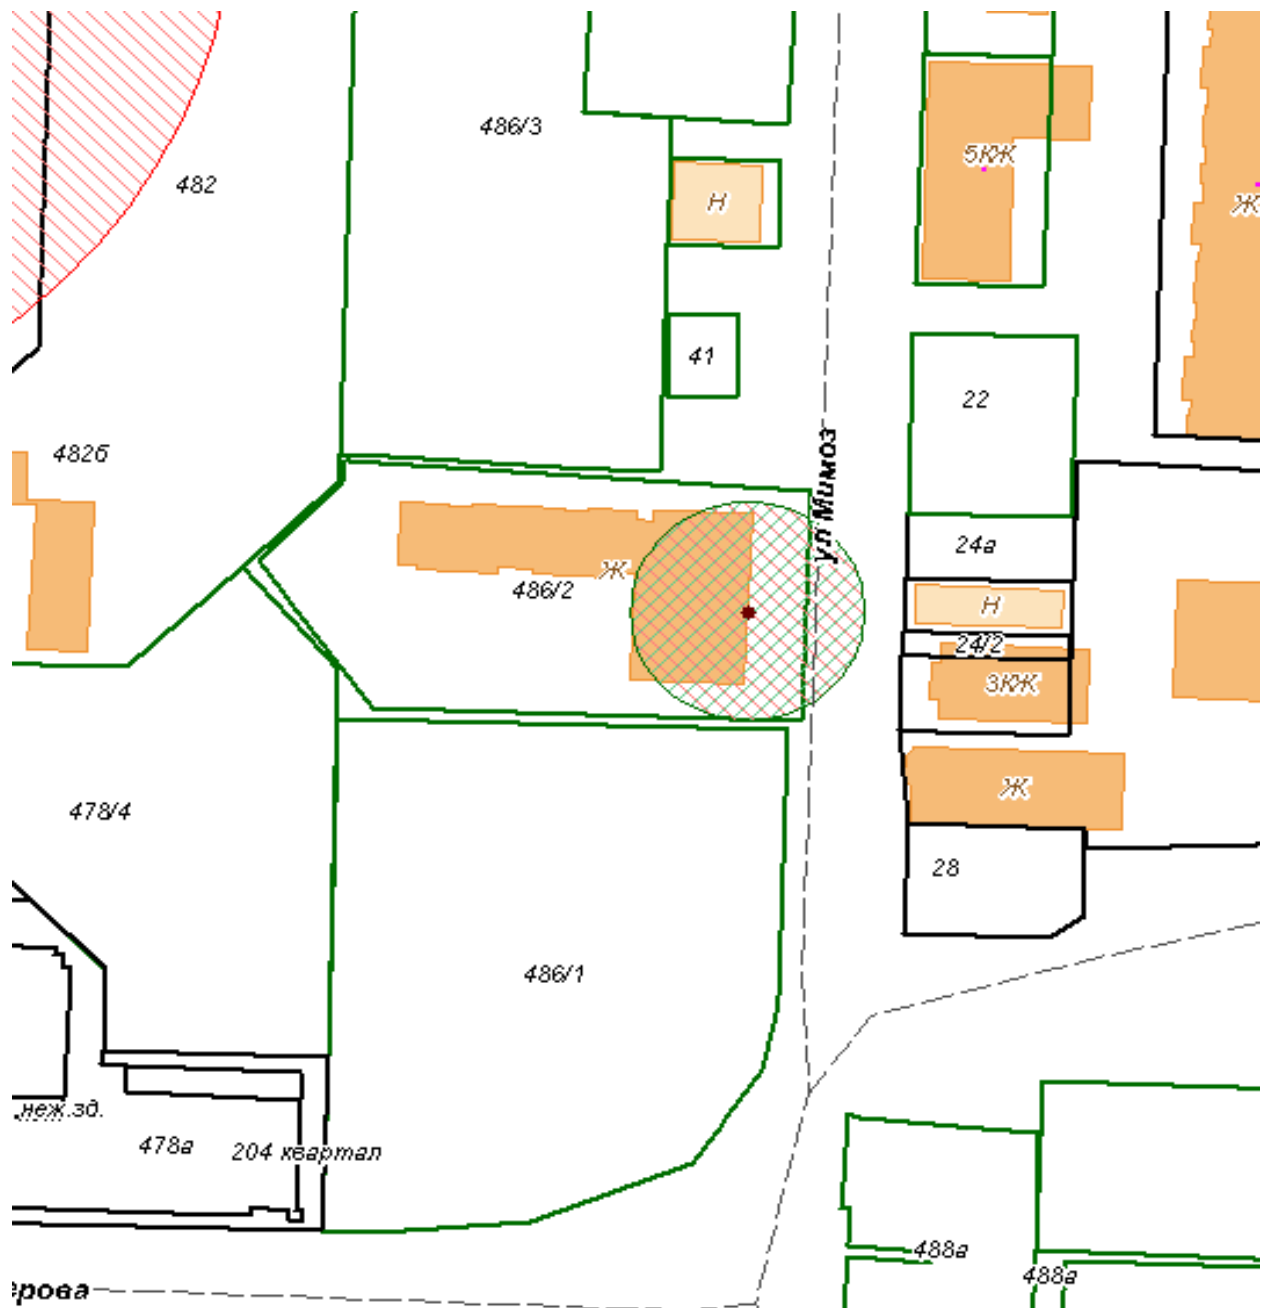 486/3
5КЖ
482
Н
Ж
41
22
482б
ул Мимоз
24а
Ж
486/2
Н
24/2
3КЖ
Ж
478/4
28
486/1
неж.зд.
478а
204 квартал
488а
488а
ерова